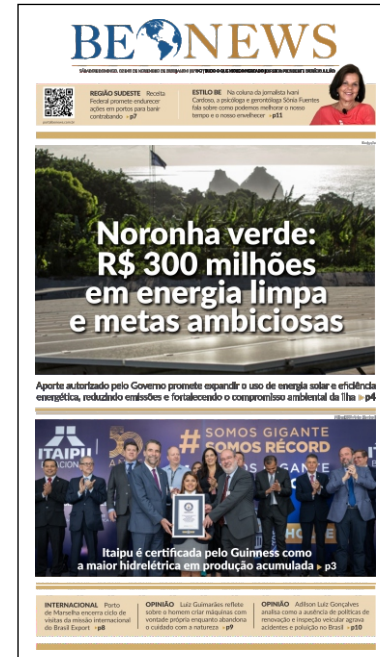 BE NEWS
REGIÃO SUDESTE Receita
Federal promete endurecer
ações em portos para banir
contrabando ▸p7
ESTILO BE Na coluna da jornalista Ivani
Cardoso, a psicóloga e gerontóloga Sônia Fuentes
fala sobre como podemos melhorar o nosso
tempo e o nosso envelhecer ▸p11
Noronha verde:
R$ 300 milhões
em energia limpa
e metas ambiciosas
Aporte autorizado pelo Governo promete expandir o uso de energia solar e eficiência
energética, reduzindo emissões e fortalecendo o compromisso ambiental da ilha ▸p4
ITAIPU
BINACIONAL
# SOMOS GIGANTE
SOMOS RÉCORD
Itaipu é certificada pelo Guinness como
a maior hidrelétrica em produção acumulada ▸ p3
INTERNACIONAL Porto
de Marselha encerra ciclo de
visitas da missão internacional
do Brasil Export ▸p8
OPINIÃO Luiz Guimarães reflete
sobre o homem criar máquinas com
vontade própria enquanto abandona
o cuidado com a natureza ▸p9
OPINIÃO Adilson Luiz Gonçalves
analisa como a ausência de políticas de
renovação e inspeção veicular agrava
acidentes e poluição no Brasil ▸p10